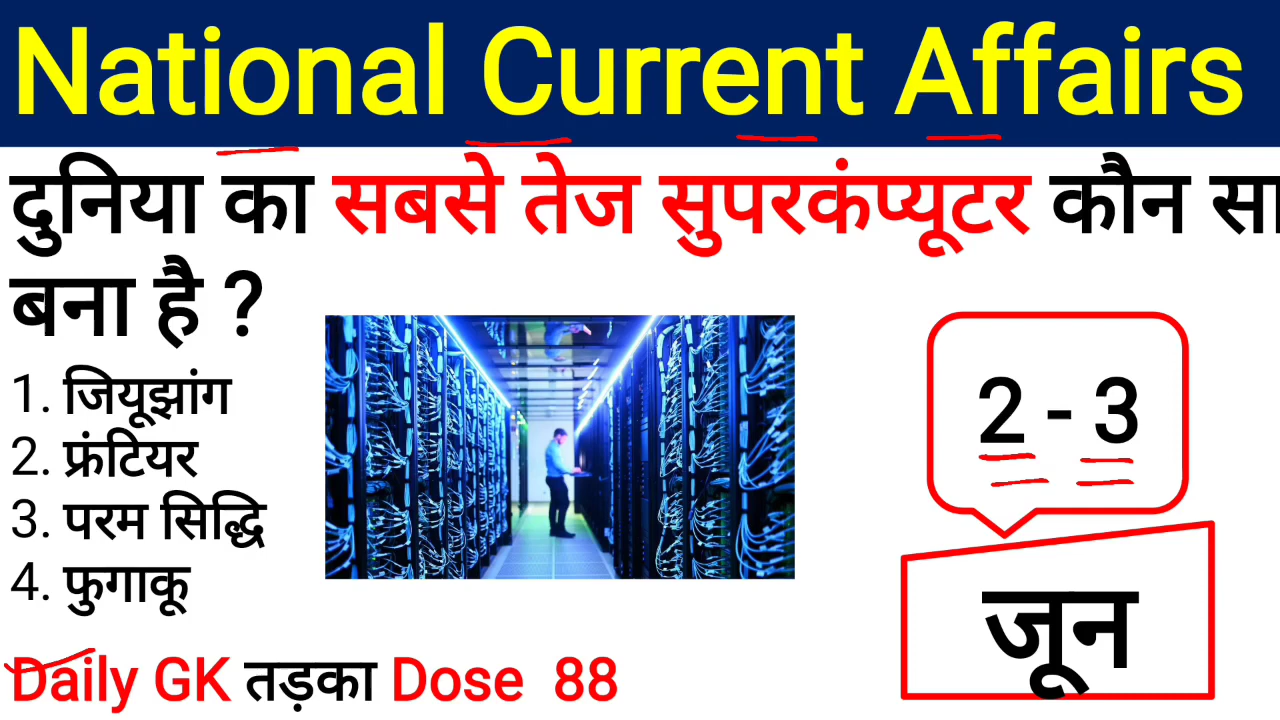 National Current Affairs
दुनिया का सबसे तेज सुपरकंप्यूटर कौन सा
बना है ?
1. जियूझांग
2. फ्रंटियर
3. परम सिद्धि
4. फुगाकू
2 - 3
जून
Daily GK तड़का Dose 88